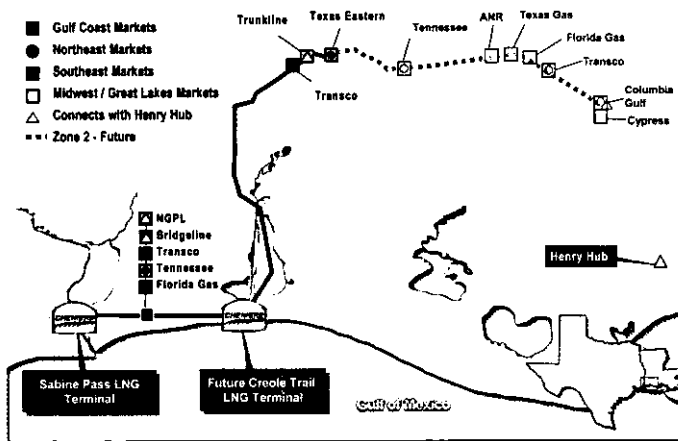 Gulf Coast Markets
Northeast Markets
Southeast Markets
Midwest / Great Lakes Markets
Connects with Henry Hub
Zone 2 - Future
Trunkline
Texas Eastern
Transco
Tennessee
ANR
Texas Gas
Florida Gas
Transco
Columbia
Gulf
Cypress
NGPL
Bridgeline
Transco
Tennessee
Florida Gas
Henry Hub
CHENIERE
CHENIERE
Sabine Pass LNG
Terminal
Future Creole Trail
LNG Terminal
Gulf of Mexico